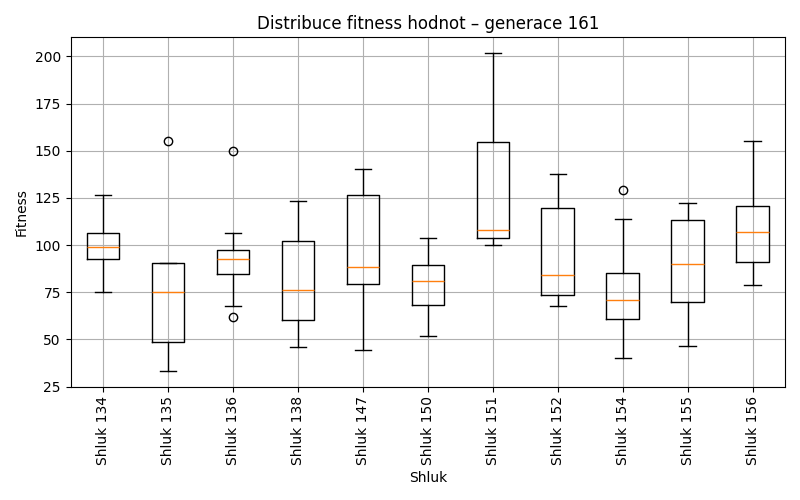 Distribuce fitness hodnot – generace 161
Fitness
200
175
150
125
100
75
50
25
Shluk 134
Shluk 135
Shluk 136
Shluk 138
Shluk 147
Shluk 150
Shluk 151
Shluk 152
Shluk 154
Shluk 155
Shluk 156
Shluk